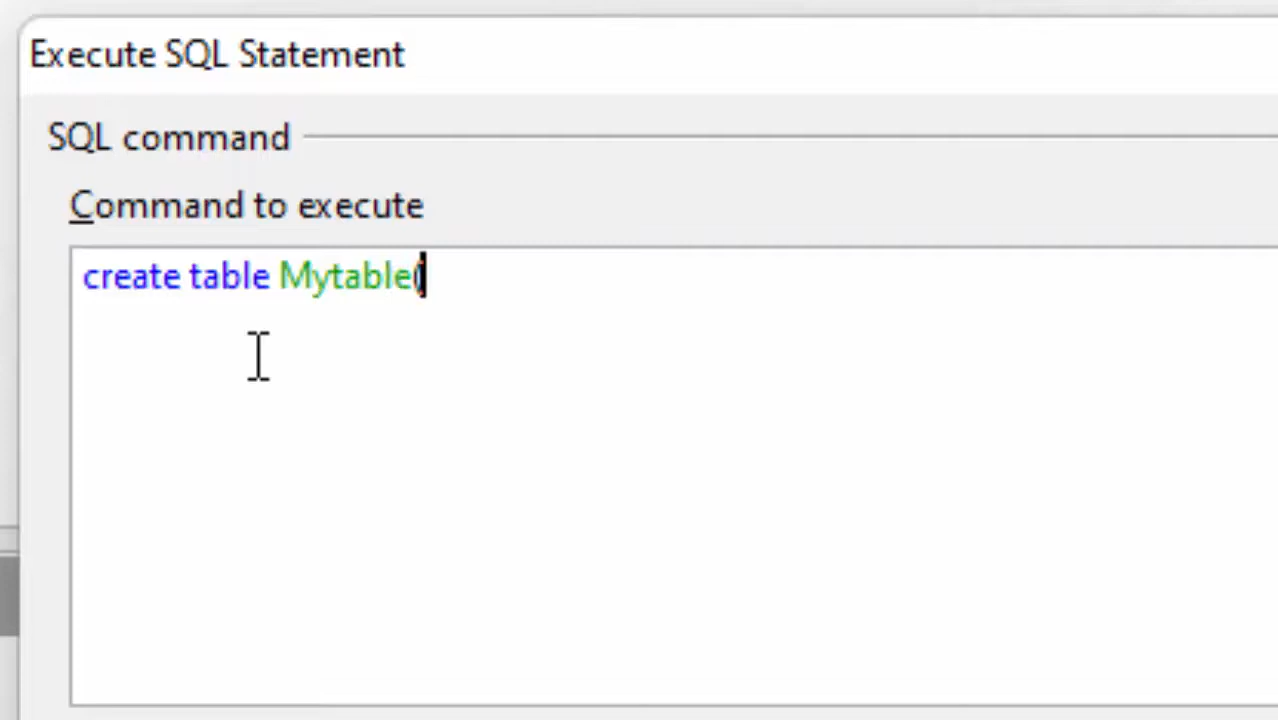 Execute SQL Statement
SQL command
Command to execute
create table Mytable(